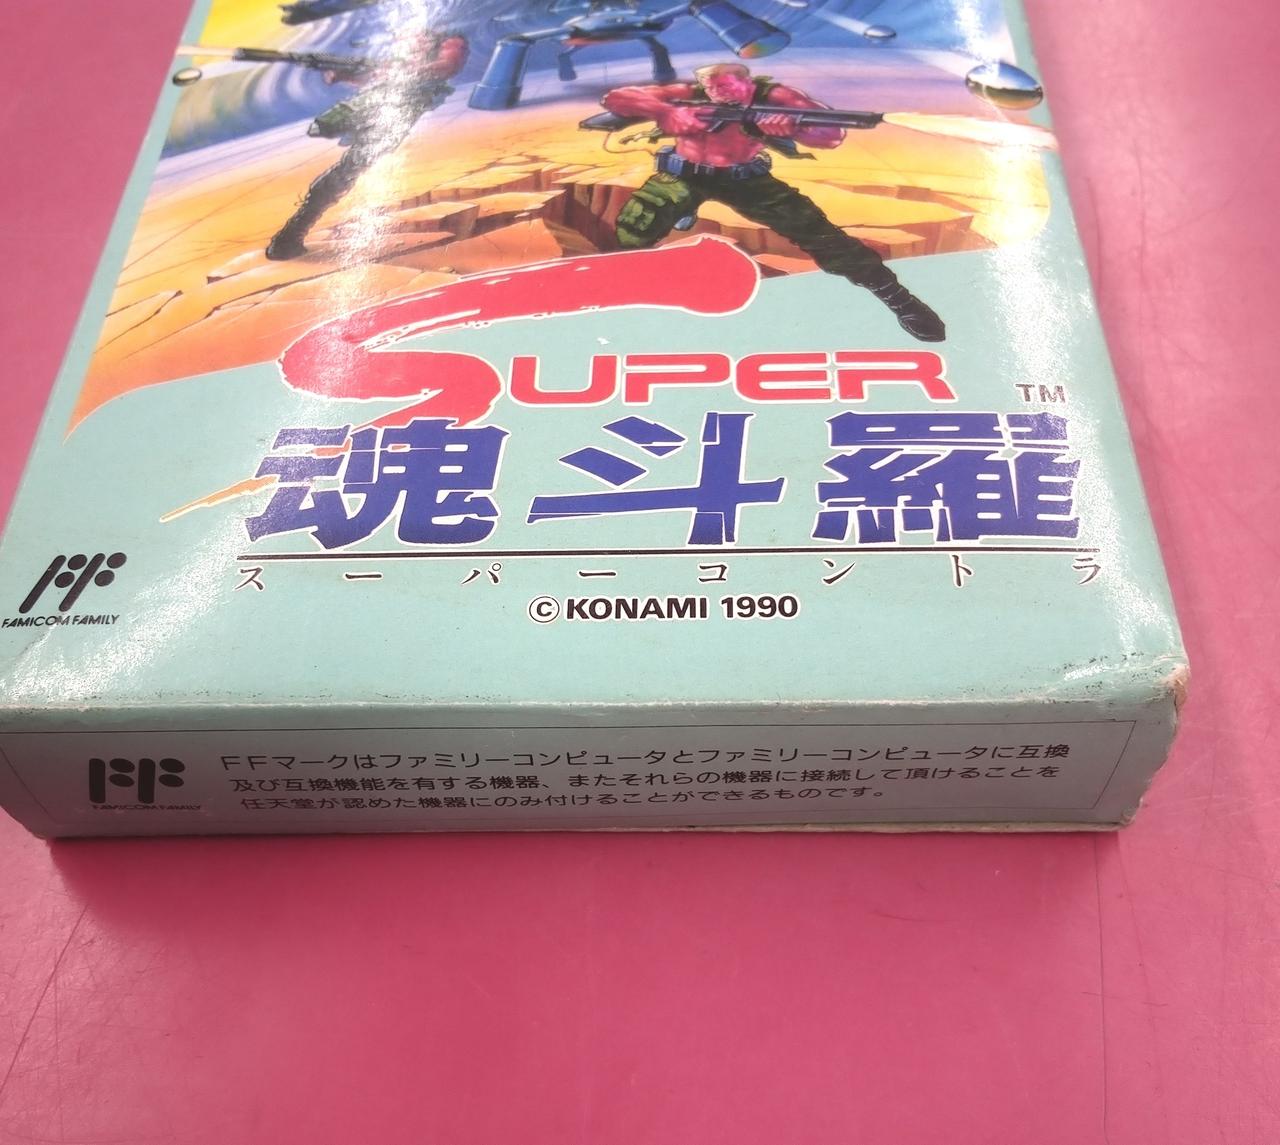 SUPER
TM
魂斗羅
スーパーコントラ
© KONAMI 1990
FF
FAMICOM FAMILY
FF
FAMICOM FAMILY
FFマークはファミリーコンピュータとファミリーコンピュータに互換
及び互換機能を有する機器、またそれらの機器に接続して頂けることを
任天堂が認めた機器にのみ付けることができるものです。